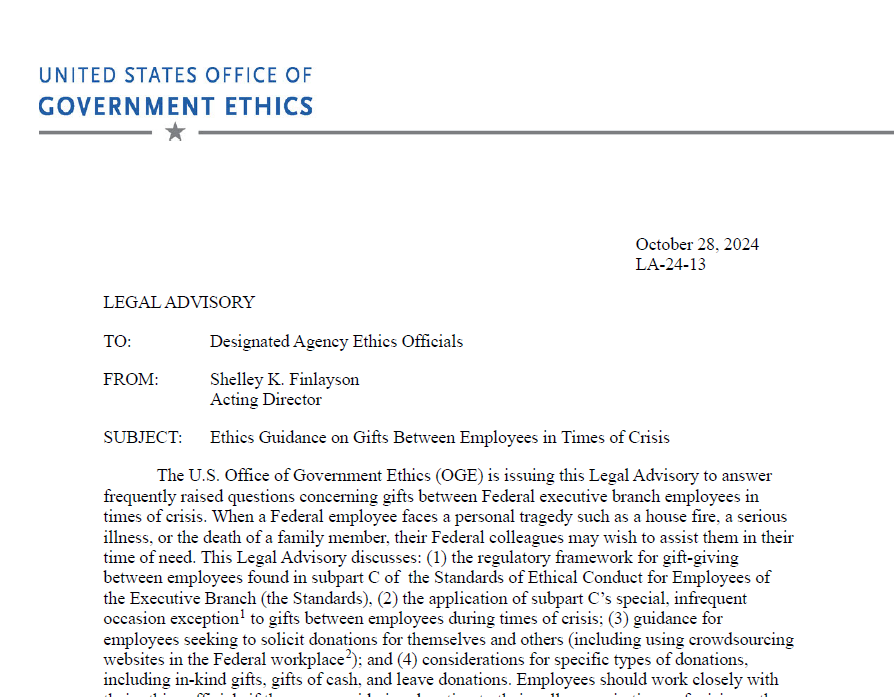 UNITED STATES OFFICE OF
GOVERNMENT ETHICS
October 28, 2024
LA-24-13
LEGAL ADVISORY
TO: Designated Agency Ethics Officials
FROM: Shelley K. Finlayson
Acting Director
SUBJECT: Ethics Guidance on Gifts Between Employees in Times of Crisis
The U.S. Office of Government Ethics (OGE) is issuing this Legal Advisory to answer
frequently raised questions concerning gifts between Federal executive branch employees in
times of crisis. When a Federal employee faces a personal tragedy such as a house fire, a serious
illness, or the death of a family member, their Federal colleagues may wish to assist them in their
time of need. This Legal Advisory discusses: (1) the regulatory framework for gift-giving
between employees found in subpart C of the Standards of Ethical Conduct for Employees of
the Executive Branch (the Standards), (2) the application of subpart C's special, infrequent
occasion exception1 to gifts between employees during times of crisis; (3) guidance for
employees seeking to solicit donations for themselves and others (including using crowdsourcing
websites in the Federal workplace2); and (4) considerations for specific types of donations,
including in-kind gifts, gifts of cash, and leave donations. Employees should work closely with